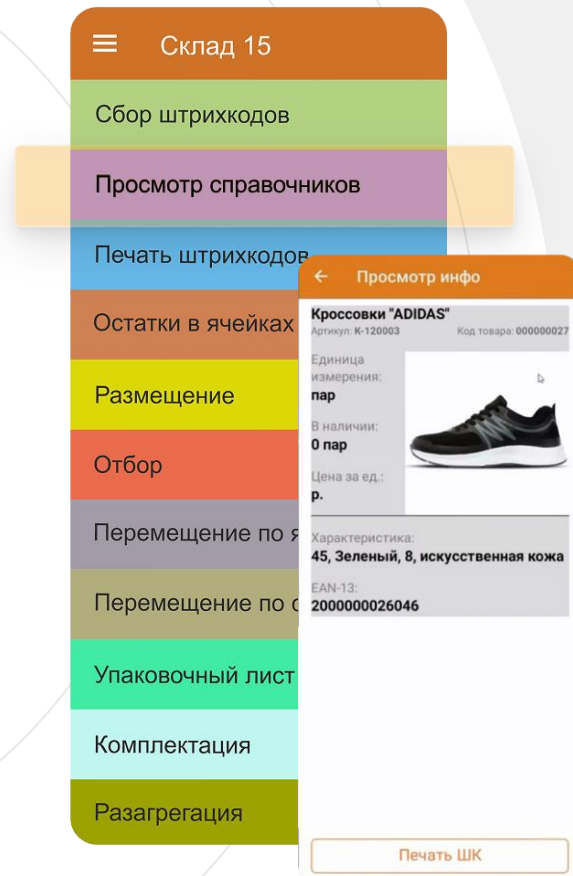 Склад 15
Сбор штрихкодов
Просмотр справочников
Печать штрихкодов
Остатки в ячейках
Размещение
Отбор
Перемещение по я
Перемещение по с
Упаковочный лист
Комплектация
Разагрегация
Просмотр инфо
Кроссовки "ADIDAS"
Артикул: К-120003 Код товара: 000000027
Единица
измерения:
пар
В наличии:
0 пар
Цена за ед.:
р.
Характеристика:
45, Зеленый, 8, искусственная кожа
EAN-13:
2000000026046
Печать ШК